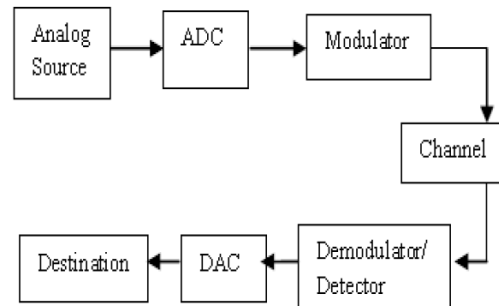 Analog
Source
ADC
Modulator
Channel
Demodulator/
Detector
DAC
Destination